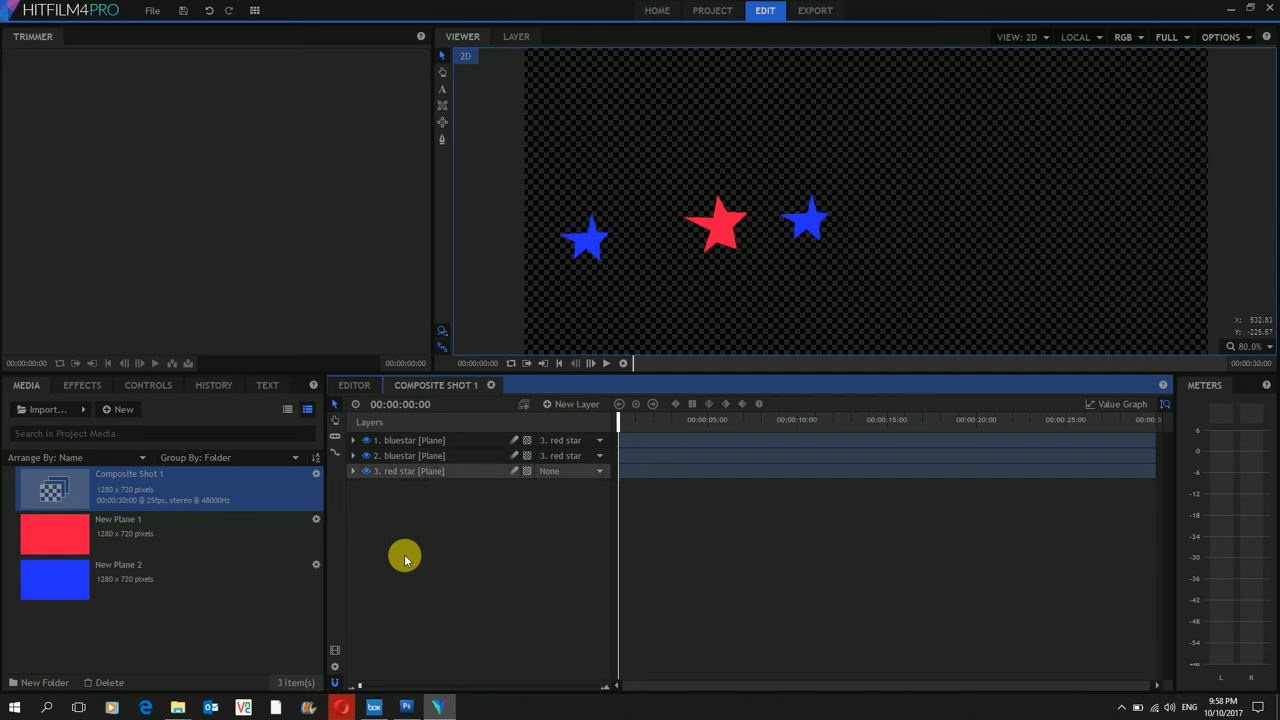 HITFILM4PRO File HOME PROJECT EDIT EXPORT
TRIMMER
VIEWER LAYER VIEW: 2D LOCAL RGB FULL OPTIONS
2D
X: 532.83
Y: -225.57
80.0%
00:00:00:00 00:00:00:00
00:00:00:00 00:00:30:00
MEDIA EFFECTS CONTROLS HISTORY TEXT
Import... New
Search in Project Media
Arrange By: Name Group By: Folder
Composite Shot 1
1280 x 720 pixels
00:00:30:00 @ 25fps, stereo @ 48000Hz
New Plane 1
1280 x 720 pixels
New Plane 2
1280 x 720 pixels
New Folder Delete 3 item(s)
EDITOR COMPOSITE SHOT 1
00:00:00:00 New Layer Value Graph
Layers 00:00:05:00 00:00:10:00 00:00:15:00 00:00:20:00 00:00:25:00 00:00:3
1. bluestar [Plane] 3. red star
2. bluestar [Plane] 3. red star
3. red star [Plane] None
METERS
6
0
-6
-12
-18
-24
-30
-36
-42
-48
-54
-∞
L R
ENG 9:58 PM
10/10/2017